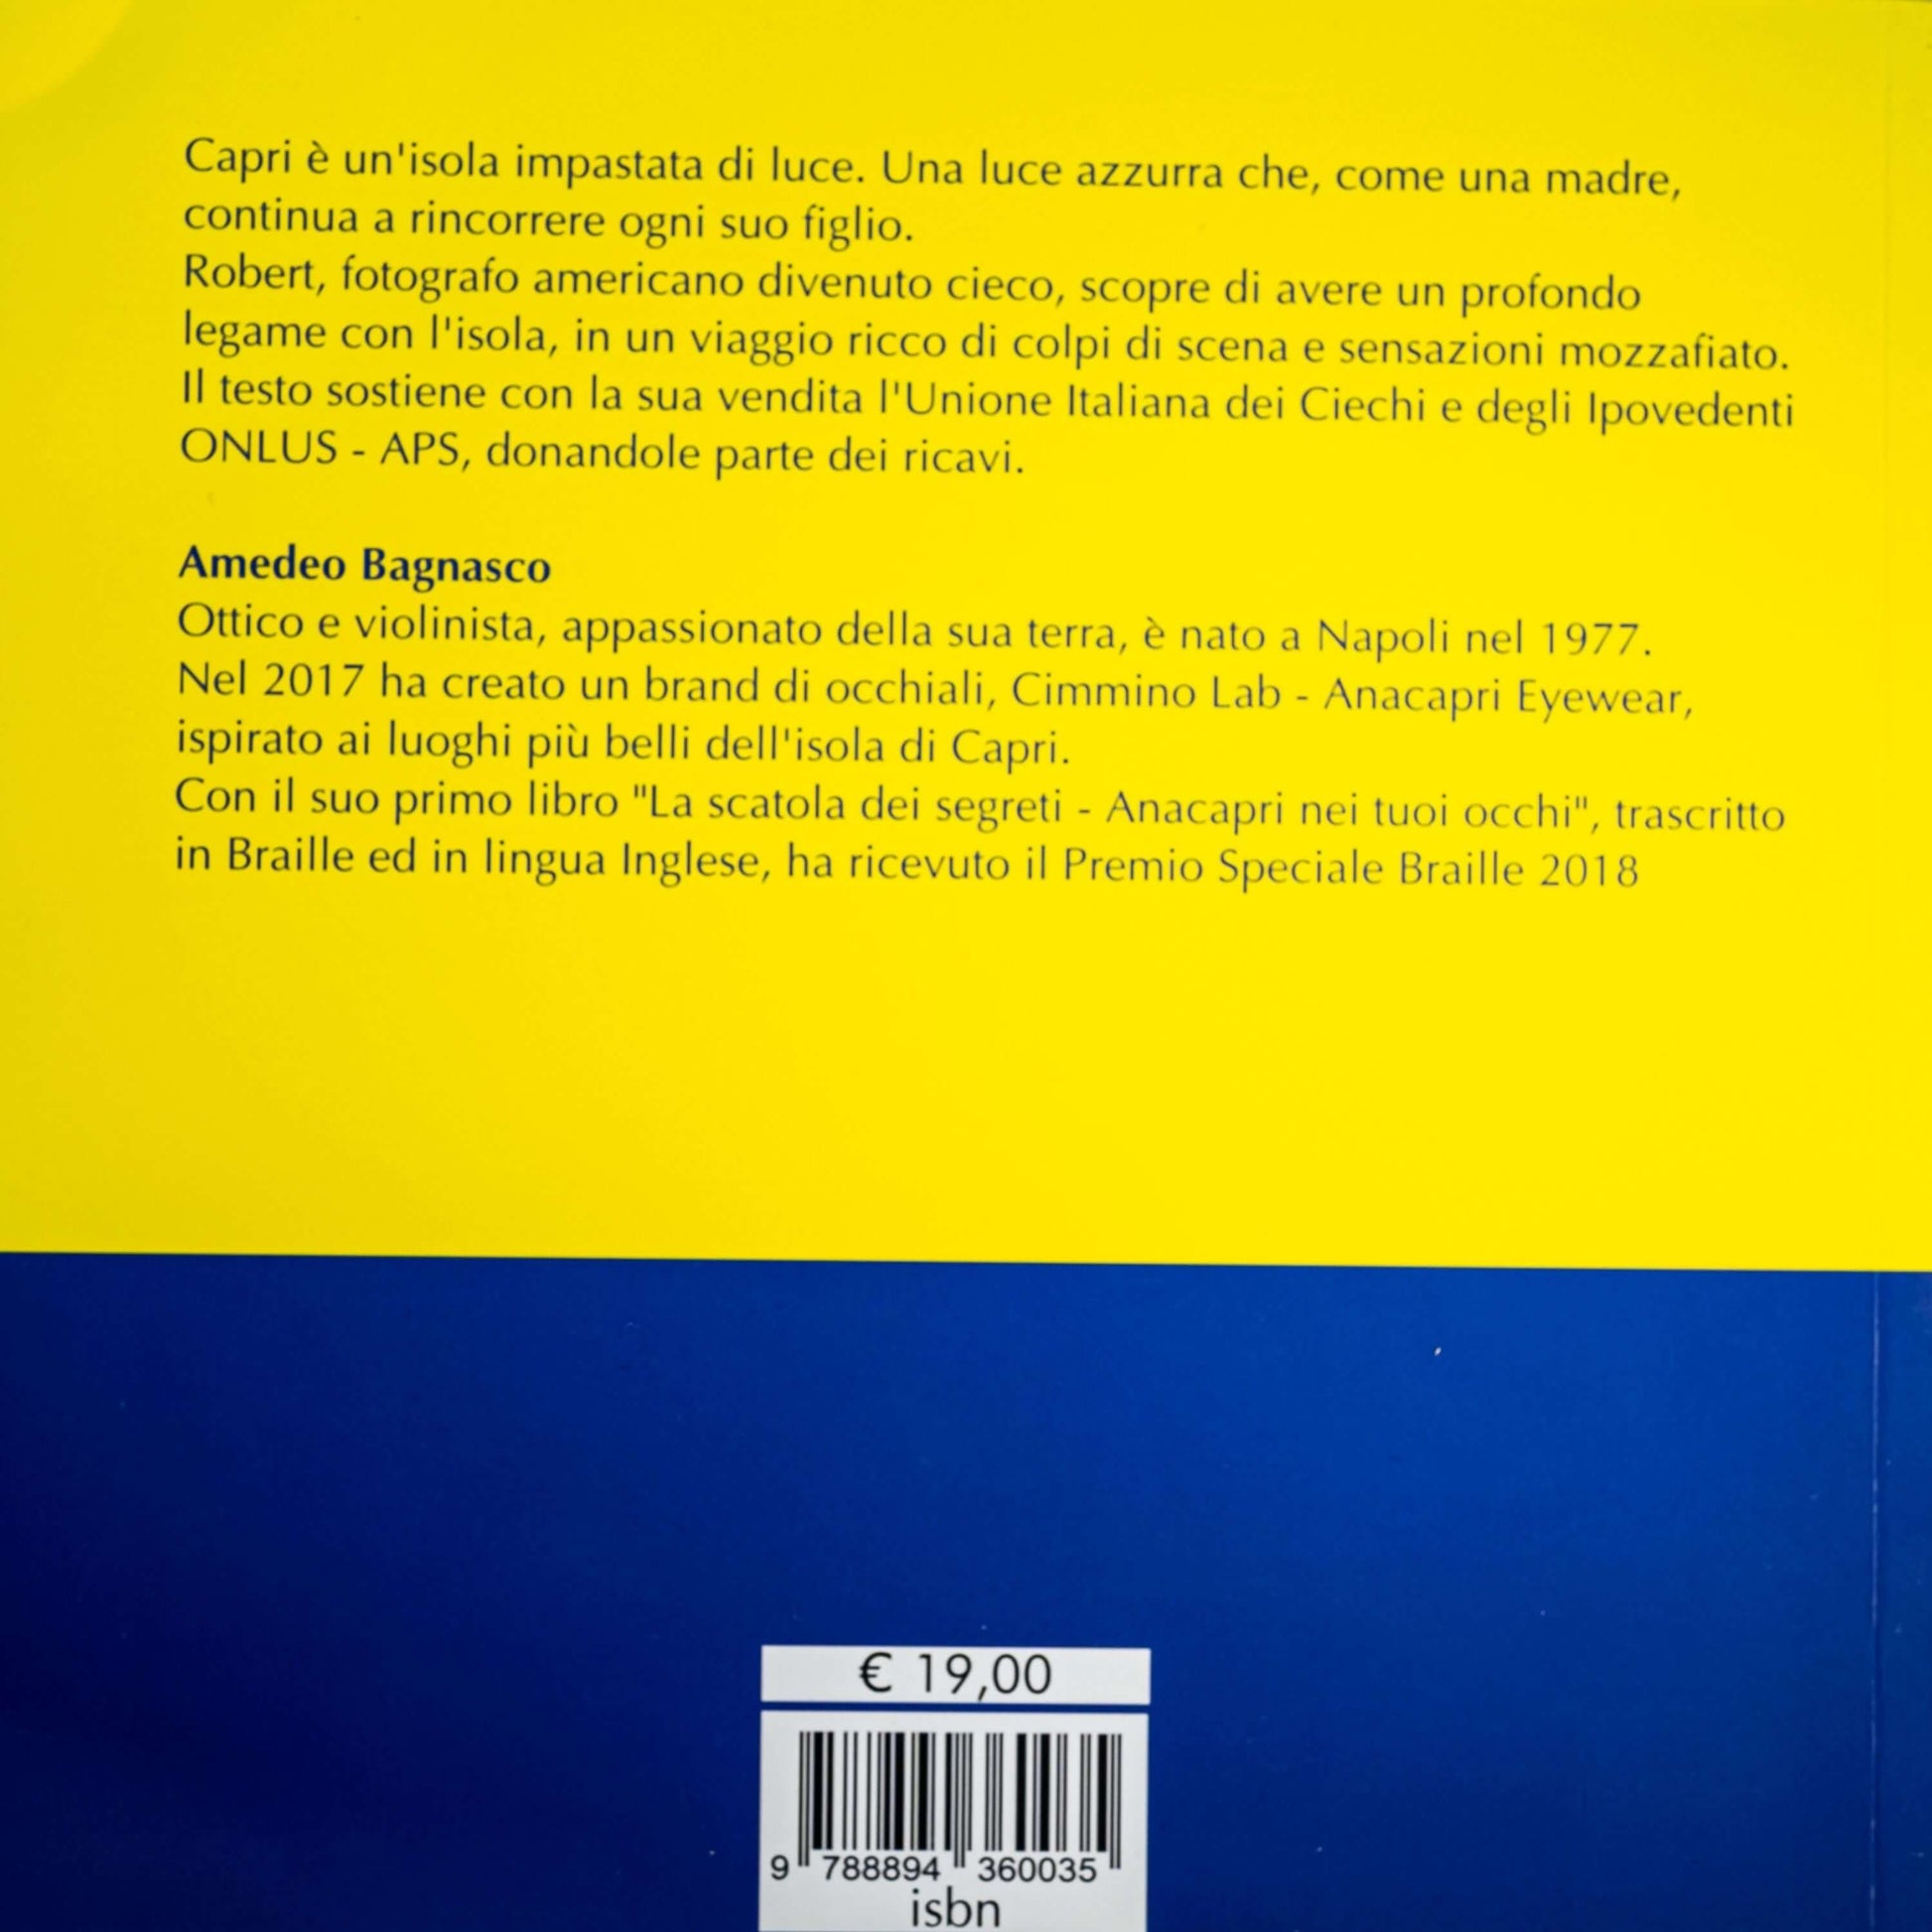 Capri è un'isola impastata di luce. Una luce azzurra che, come una madre,
continua a rincorrere ogni suo figlio.
Robert, fotografo americano divenuto cieco, scopre di avere un profondo
legame con l'isola, in un viaggio ricco di colpi di scena e sensazioni mozzafiato.
Il testo sostiene con la sua vendita l'Unione Italiana dei Ciechi e degli Ipovedenti
ONLUS - APS, donandole parte dei ricavi.
Amedeo Bagnasco
Ottico e violinista, appassionato della sua terra, è nato a Napoli nel 1977.
Nel 2017 ha creato un brand di occhiali, Cimmino Lab - Anacapri Eyewear,
ispirato ai luoghi più belli dell'isola di Capri.
Con il suo primo libro "La scatola dei segreti - Anacapri nei tuoi occhi", trascritto
in Braille ed in lingua Inglese, ha ricevuto il Premio Speciale Braille 2018
€ 19,00
9 788894 360035
isbn